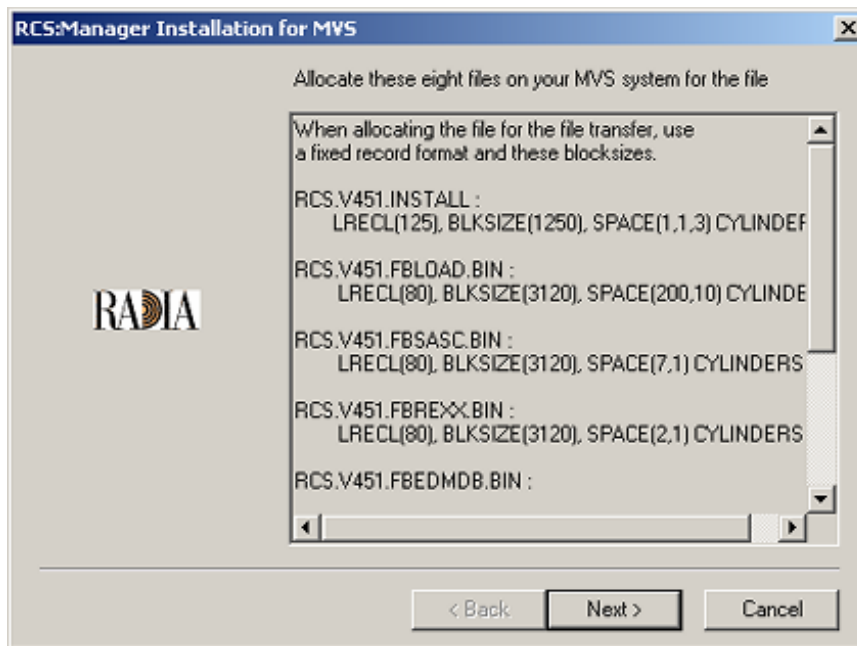 RCS:Manager Installation for MVS
Allocate these eight files on your MVS system for the file
When allocating the file for the file transfer, use
a fixed record format and these blocksizes.
RCS.V451.INSTALL :
LRECL(125), BLKSIZE(1250), SPACE(1,1,3) CYLINDER
RCS.V451.FBLOAD.BIN :
LRECL(80), BLKSIZE(3120), SPACE(200,10) CYLINDE
RCS.V451.FBSASC.BIN :
LRECL(80), BLKSIZE(3120), SPACE(7,1) CYLINDERS
RADIA
RCS.V451.FBREXX.BIN :
LRECL(80), BLKSIZE(3120), SPACE(2,1) CYLINDERS
RCS.V451.FBEDMDB.BIN :
< Back
Next >
Cancel